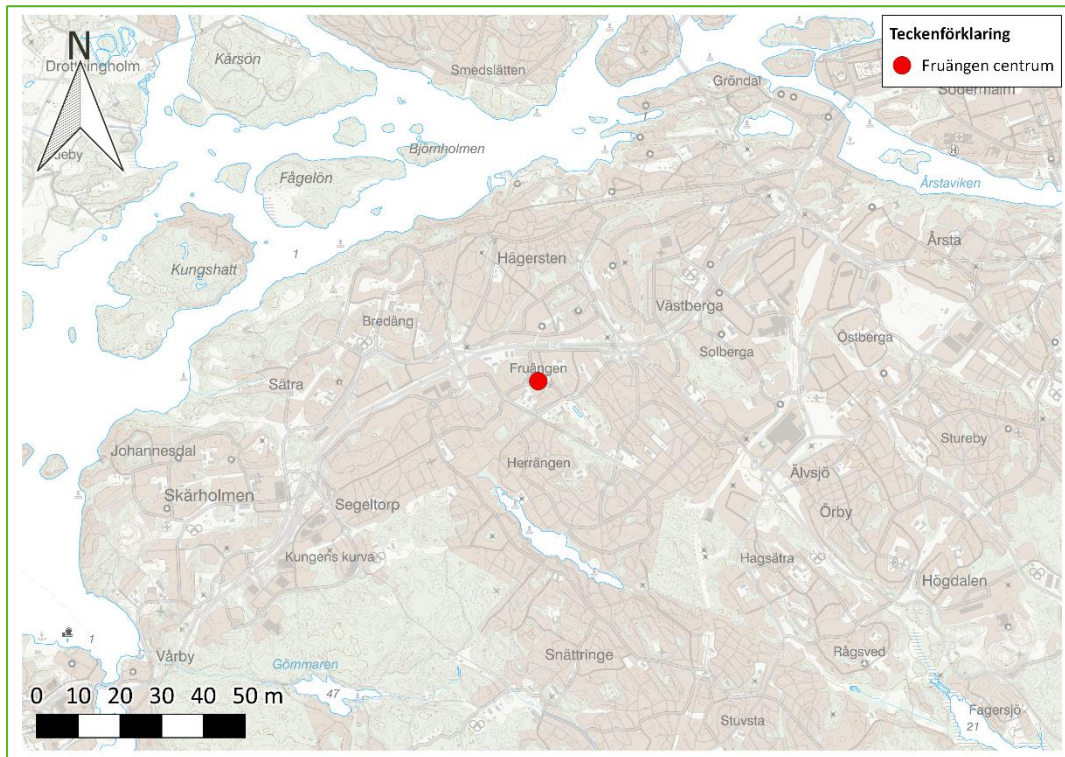 N
Teckenförklaring
Fruängen centrum
Kärsön
Drottningholm
Smedslätten
Gröndal
Södermalm
Björnholmen
Fågelön
Årstaviken
Kungshatt
1
Hägersten
Årsta
Västberga
Bredäng
Solberga
Östberga
Fruängen
Sätra
Johannesdal
Herrängen
Stureby
Skärholmen
Segeltorp
Älvsjö
Örby
Kungens kurva
Hagsätra
Högdalen
1
Vårby
Snättringe
Rågsved
Gömmaren
47
Fagersjö
Stuvsta
21
0 10 20 30 40 50 m